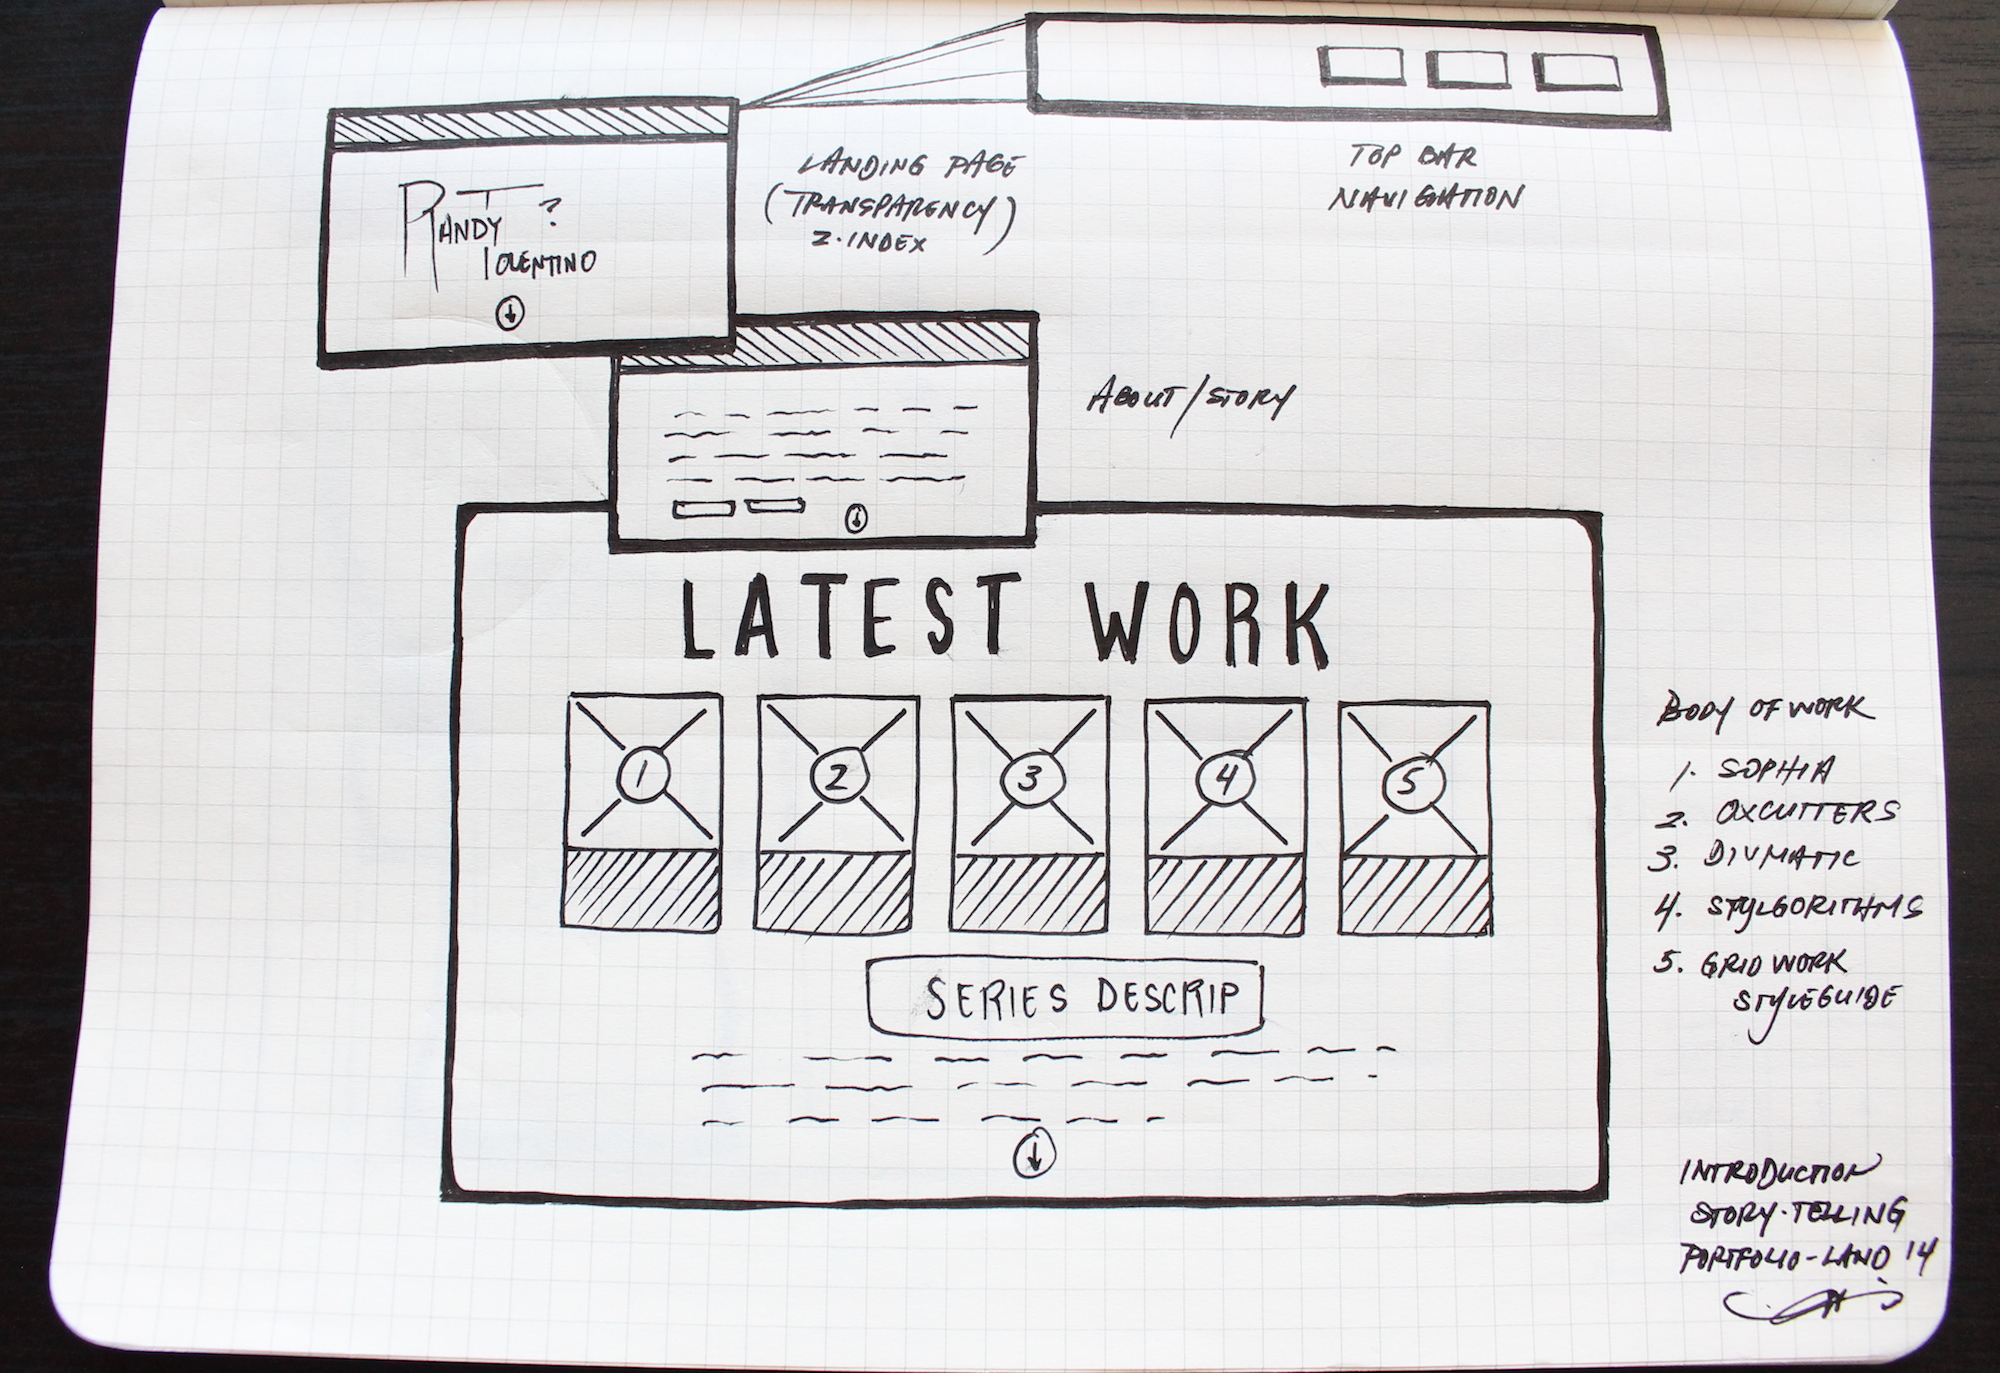 LANDING PAGE
(TRANSPARENCY)
Z-INDEX
TOP BAR
NAVIGATION
RANDY ?
TOLENTINO
ABOUT/STORY
LATEST WORK
1 2 3 4 5
SERIES DESCRIP
BODY OF WORK
1. SOPHIA
2. OXCUTTERS
3. DIVMATIC
4. STYLGORITHMS
5. GRID WORK
STYLEGUIDE
INTRODUCTION
STORY-TELLING
PORTFOLIO-LAND 14